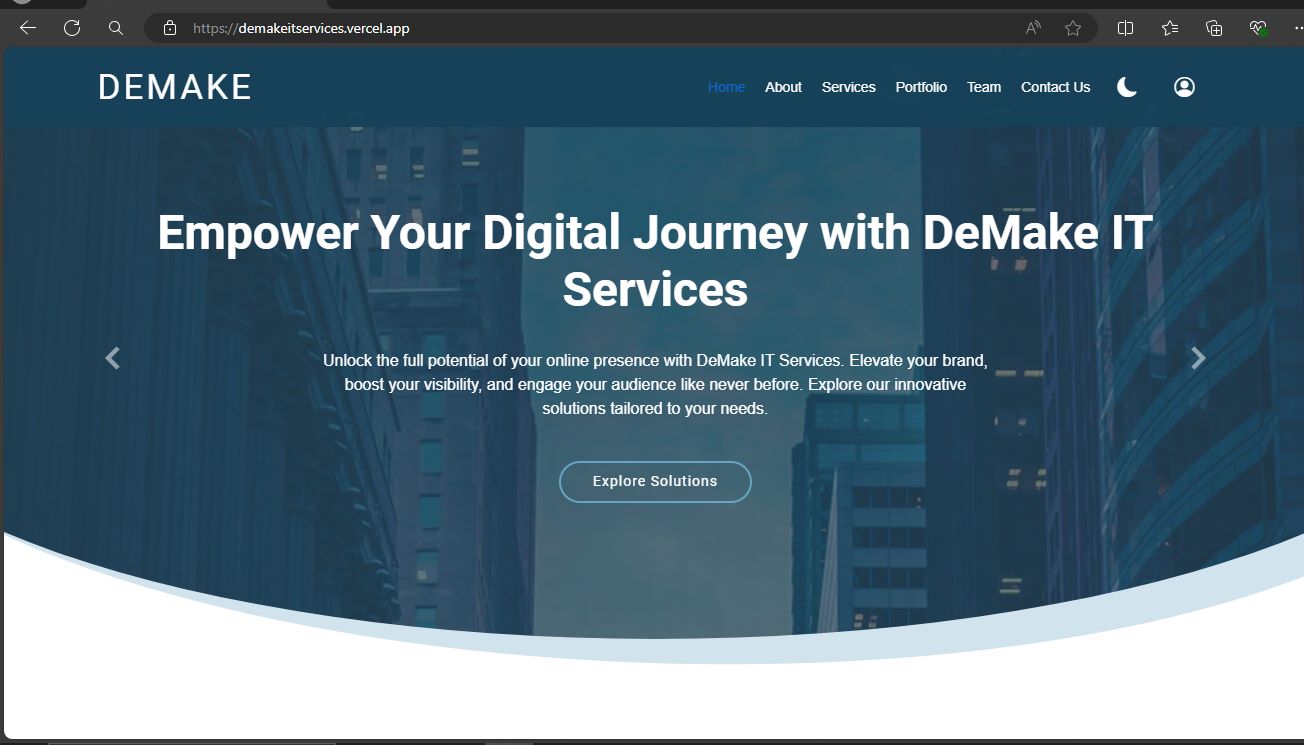 https://demakeitservices.vercel.app
DEMAKE
Home About Services Portfolio Team Contact Us
Empower Your Digital Journey with DeMake IT
Services
Unlock the full potential of your online presence with DeMake IT Services. Elevate your brand,
boost your visibility, and engage your audience like never before. Explore our innovative
solutions tailored to your needs.
Explore Solutions